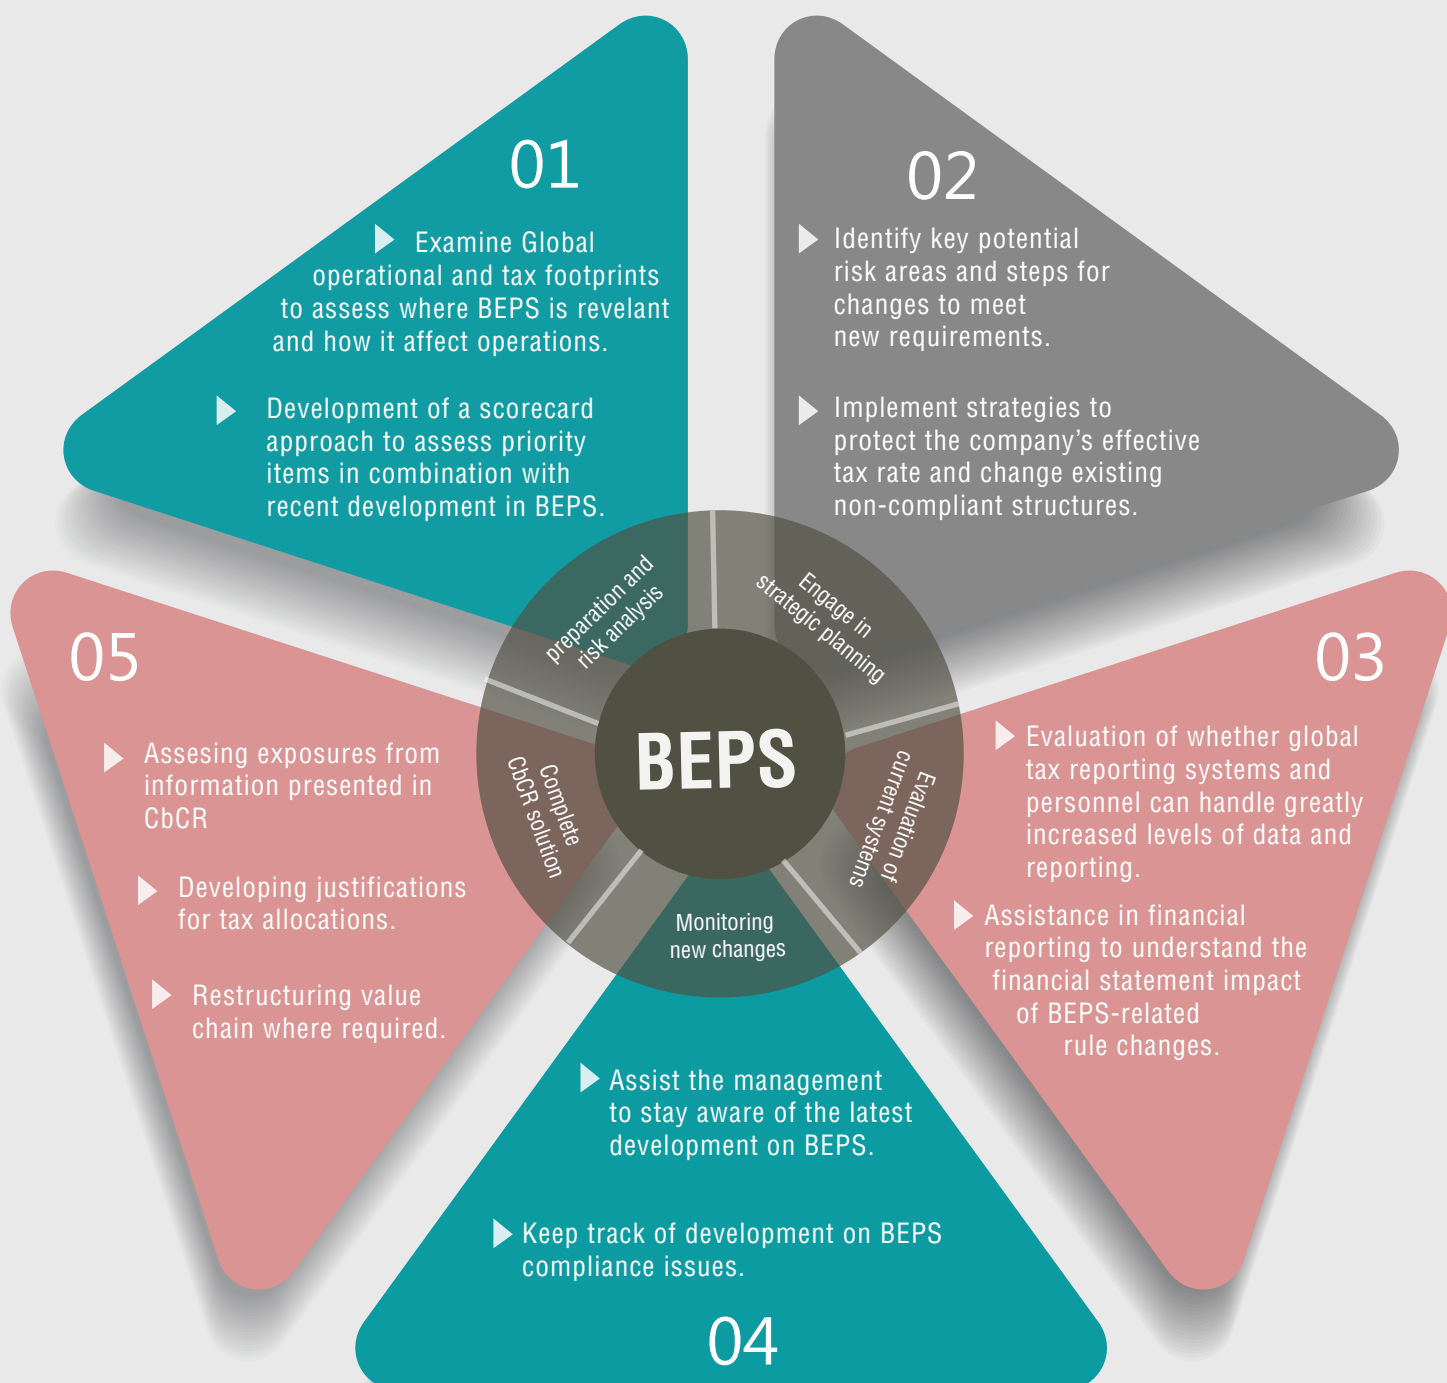 01
Examine Global
operational and tax footprints
to assess where BEPS is revelant
and how it affect operations.
Development of a scorecard
approach to assess priority
items in combination with
recent development in BEPS.
02
Identify key potential
risk areas and steps for
changes to meet
new requirements.
Implement strategies to
protect the company’s effective
tax rate and change existing
non-compliant structures.
preparation and
risk analysis
Engage in
strategic planning
BEPS
Complete
CbCR solution
Evaluation of
current systems
Monitoring
new changes
05
Assesing exposures from
information presented in
CbCR
Developing justifications
for tax allocations.
Restructuring value
chain where required.
03
Evaluation of whether global
tax reporting systems and
personnel can handle greatly
increased levels of data and
reporting.
Assistance in financial
reporting to understand the
financial statement impact
of BEPS-related
rule changes.
Assist the management
to stay aware of the latest
development on BEPS.
Keep track of development on BEPS
compliance issues.
04